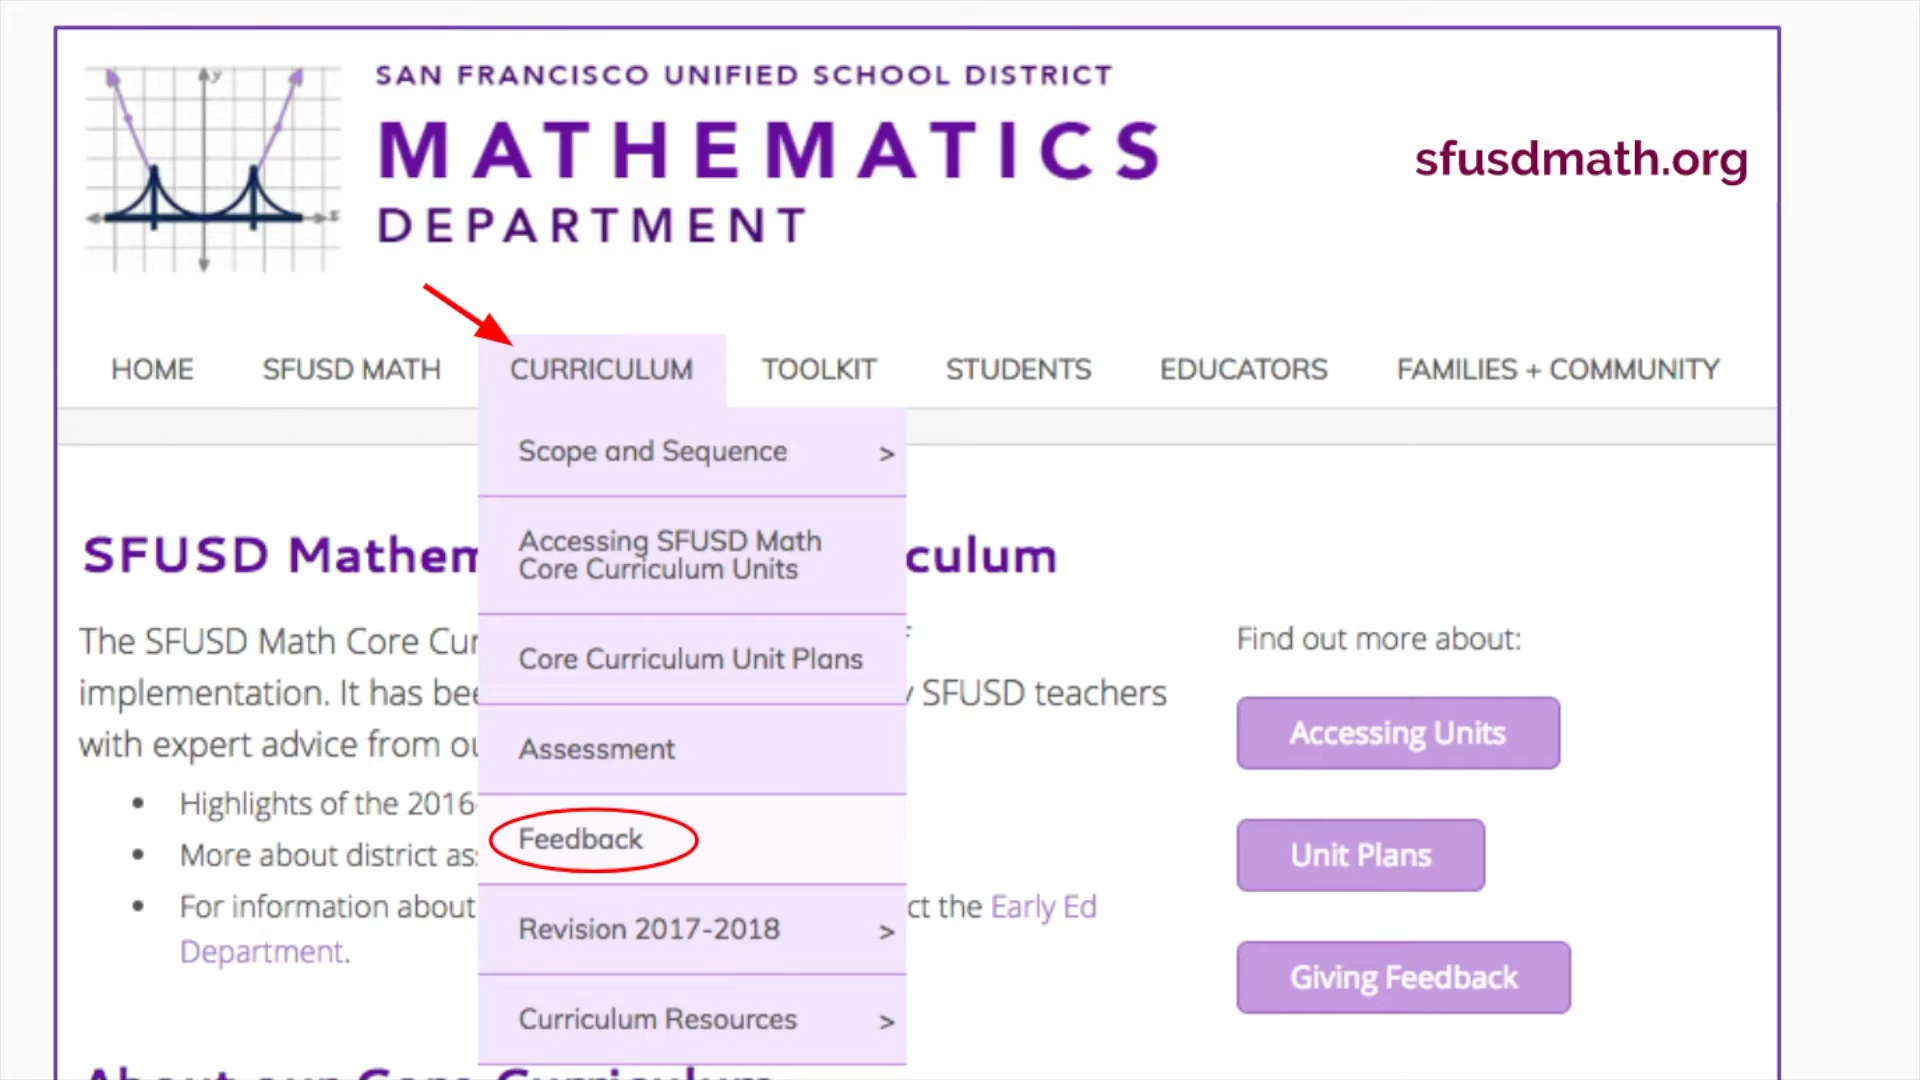 y
x
SAN FRANCISCO UNIFIED SCHOOL DISTRICT
MATHEMATICS
DEPARTMENT
sfusdmath.org
HOME SFUSD MATH CURRICULUM TOOLKIT STUDENTS EDUCATORS FAMILIES + COMMUNITY
Scope and Sequence >
Accessing SFUSD Math
Core Curriculum Units
Core Curriculum Unit Plans
Assessment
Feedback
Revision 2017-2018 >
Curriculum Resources >
SFUSD Mathem culum
The SFUSD Math Core Cur
implementation. It has bee y SFUSD teachers
with expert advice from ou
• Highlights of the 2016-
• More about district as
• For information about ct the Early Ed
Department.
Find out more about:
Accessing Units
Unit Plans
Giving Feedback
About our Core Curriculum